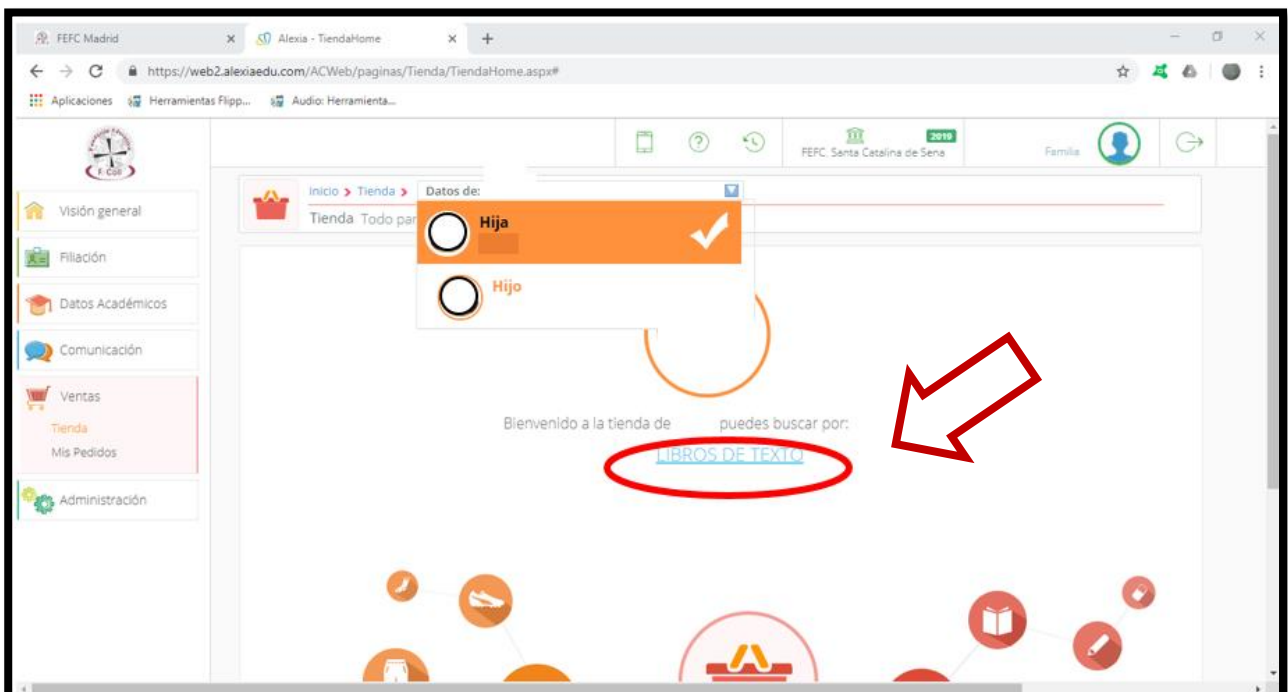 FEFC Madrid
Alexia - TiendaHome
https://web2.alexiaedu.com/ACWeb/paginas/Tienda/TiendaHome.aspx#
Aplicaciones Herramientas Flipp... Audio: Herramienta...
F. Coll
2019
FEFC. Santa Catalina de Sena
Familia
Inicio > Tienda >
Datos de:
Tienda Todo par
Hija
Hijo
Visión general
Filiación
Datos Académicos
Comunicación
Ventas
Tienda
Mis Pedidos
Administración
Bienvenido a la tienda de puedes buscar por:
LIBROS DE TEXTO